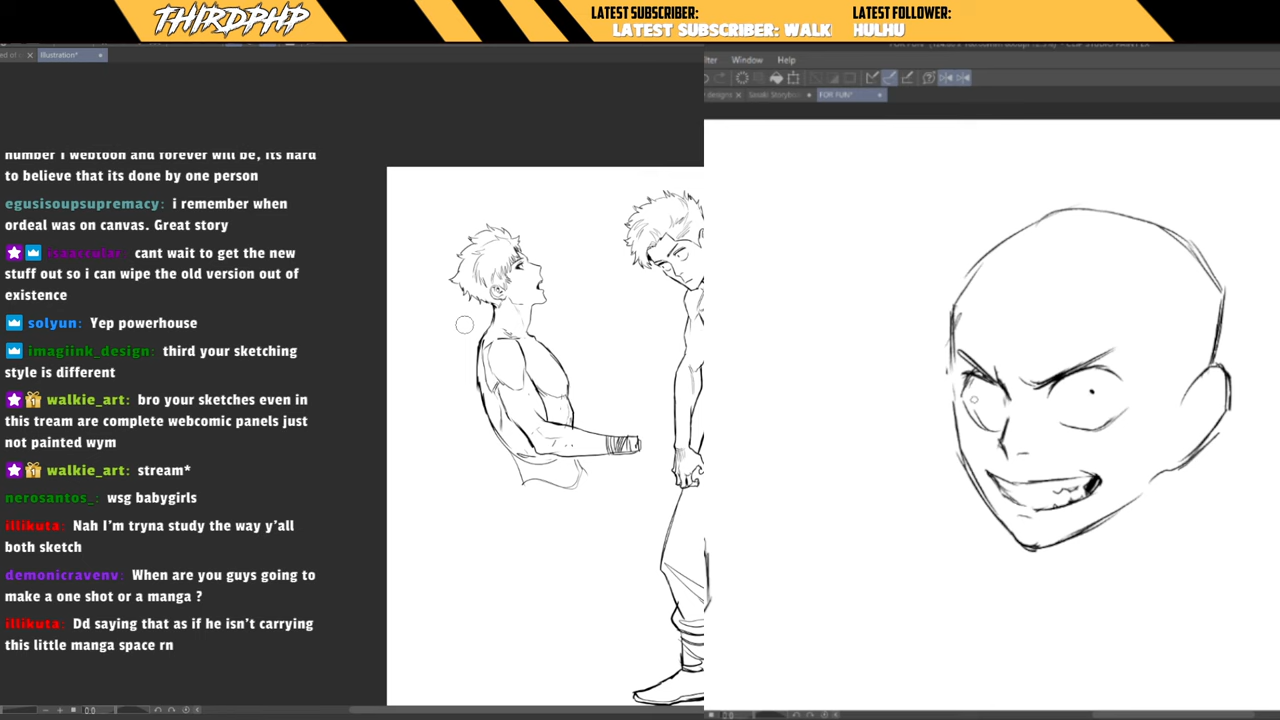 THIRDPHP
LATEST SUBSCRIBER:
LATEST SUBSCRIBER: WALK
LATEST FOLLOWER:
HULHU
Illustration*
Window
Help
designs
FOR FUN*
number 1 webtoon and forever will be, its hard
to believe that its done by one person
egusisoupsupremacy: i remember when
ordeal was on canvas. Great story
isaaccular: cant wait to get the new
stuff out so i can wipe the old version out of
existence
solyun: Yep powerhouse
imagiink_design: third your sketching
style is different
walkie_art: bro your sketches even in
this tream are complete webcomic panels just
not painted wym
walkie_art: stream*
nerosantos_: wsg babygirls
illikuta: Nah I'm tryna study the way y'all
both sketch
demonicravenv: When are you guys going to
make a one shot or a manga ?
illikuta: Dd saying that as if he isn't carrying
this little manga space rn